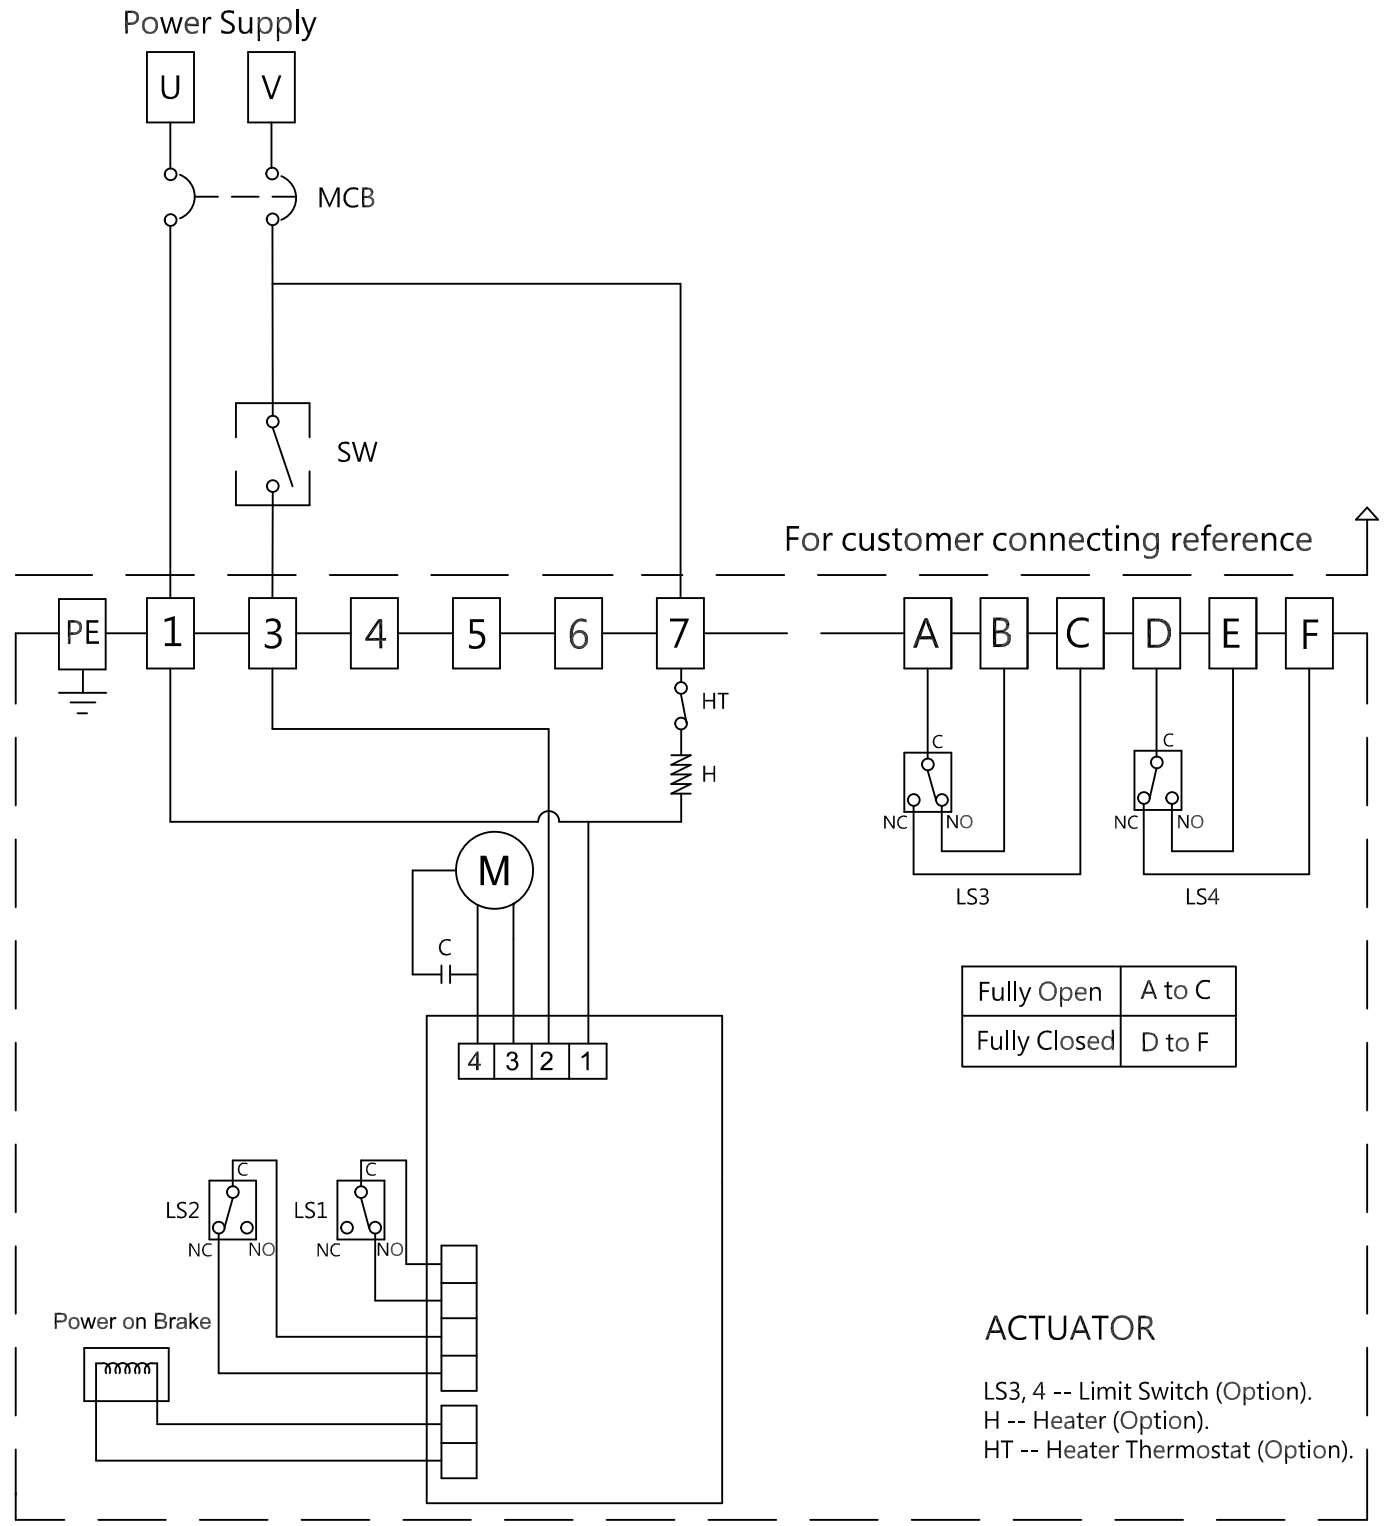 Power Supply
U V
MCB
SW
For customer connecting reference
PE 1 3 4 5 6 7 A B C D E F
HT
C C
H
NC NO NC NO
M
LS3 LS4
C
Fully Open A to C
Fully Closed D to F
4 3 2 1
C C
LS2 LS1
NC NO NC NO
Power on Brake
ACTUATOR
LS3, 4 -- Limit Switch (Option).
H -- Heater (Option).
HT -- Heater Thermostat (Option).